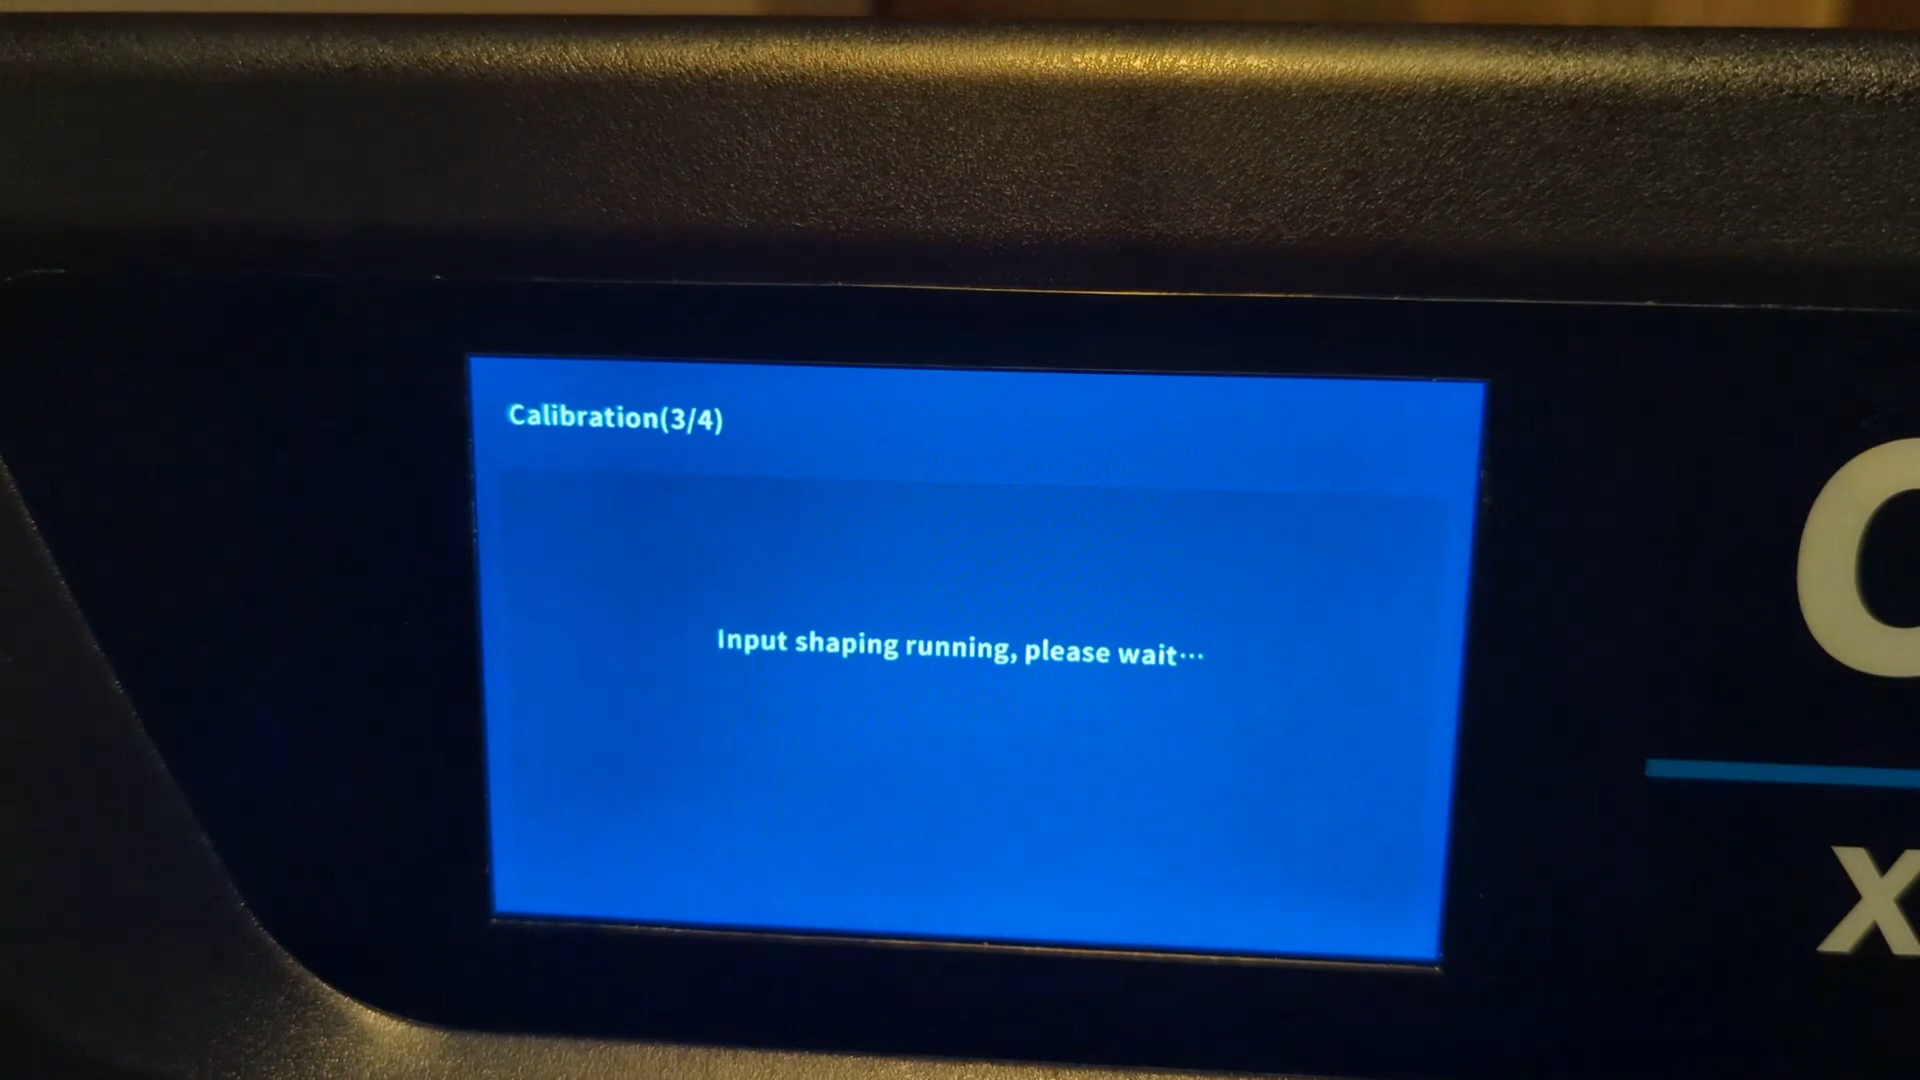 Calibration(3/4)
Input shaping running, please wait…